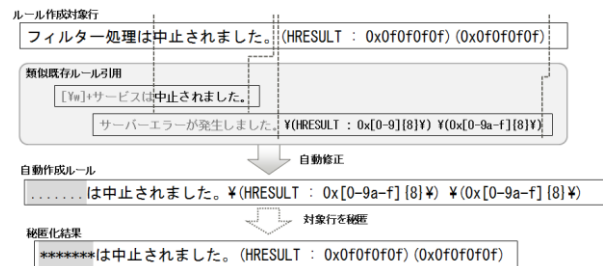 ルール作成対象行
フィルター処理は中止されました。(HRESULT : 0x0f0f0f0f)(0x0f0f0f0f)
類似既存ルール引用
[¥w]+サービスは中止されました。
サーバーエラーが発生しました。¥(HRESULT : 0x[0-9][8]¥) ¥(0x[0-9a-f][8]¥)
自動修正
自動作成ルール
.......は中止されました。¥(HRESULT : 0x[0-9a-f]{8}¥) ¥(0x[0-9a-f]{8}¥)
対象行を秘匿
秘匿化結果
*******は中止されました。(HRESULT : 0x0f0f0f0f)(0x0f0f0f0f)